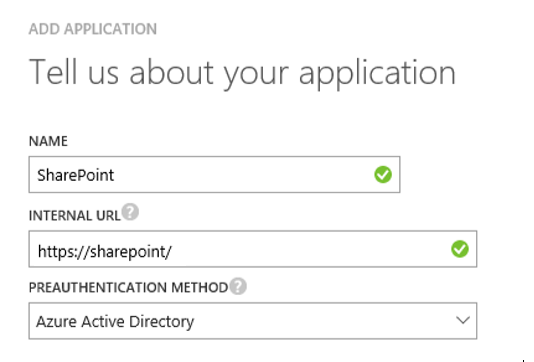 ADD APPLICATION
Tell us about your application
NAME
SharePoint
INTERNAL URL ?
https://sharepoint/
PREAUTHENTICATION METHOD ?
Azure Active Directory